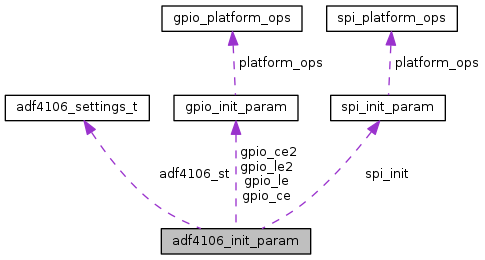 gpio_platform_ops
spi_platform_ops
platform_ops
platform_ops
adf4106_settings_t
gpio_init_param
spi_init_param
gpio_ce2
gpio_le2
gpio_le
gpio_ce
adf4106_st
spi_init
adf4106_init_param